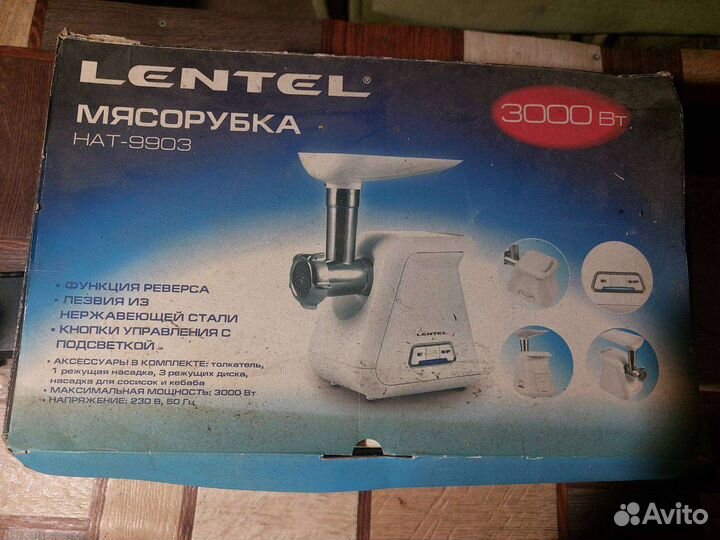 LENTEL®
МЯСОРУБКА
HAT-9903
3000 Вт
• ФУНКЦИЯ РЕВЕРСА
• ЛЕЗВИЯ ИЗ
НЕРЖАВЕЮЩЕЙ СТАЛИ
• КНОПКИ УПРАВЛЕНИЯ С
ПОДСВЕТКОЙ
• АКСЕССУАРЫ В КОМПЛЕКТЕ: толкатель,
1 режущая насадка, 3 режущих диска,
насадка для сосисок и кебаба
• МАКСИМАЛЬНАЯ МОЩНОСТЬ: 3000 Вт
• НАПРЯЖЕНИЕ: 230 В, 50 Гц
LENTEL
Avito